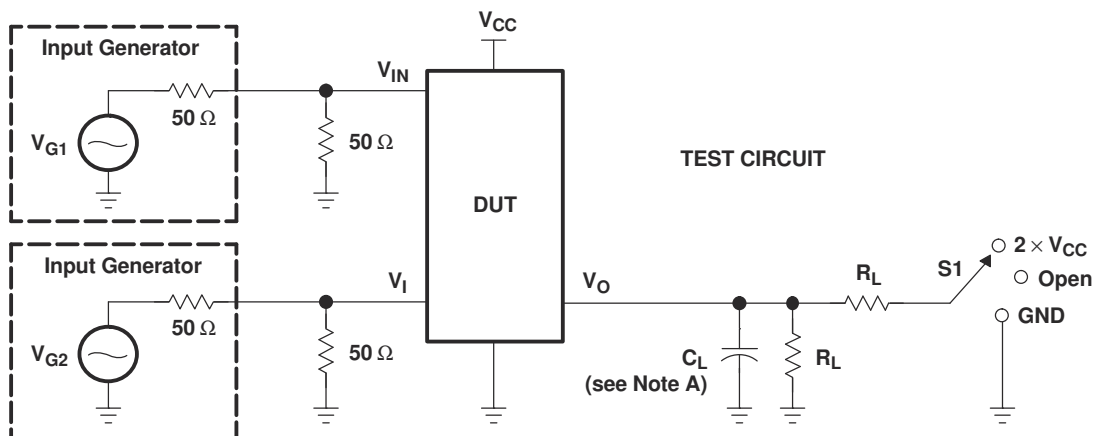 V_CC
Input Generator
V_IN
50 Ω
V_G1
50 Ω
TEST CIRCUIT
DUT
Input Generator
V_I
50 Ω
V_G2
50 Ω
V_O
R_L
S1
2 × V_CC
Open
GND
C_L
(see Note A)
R_L